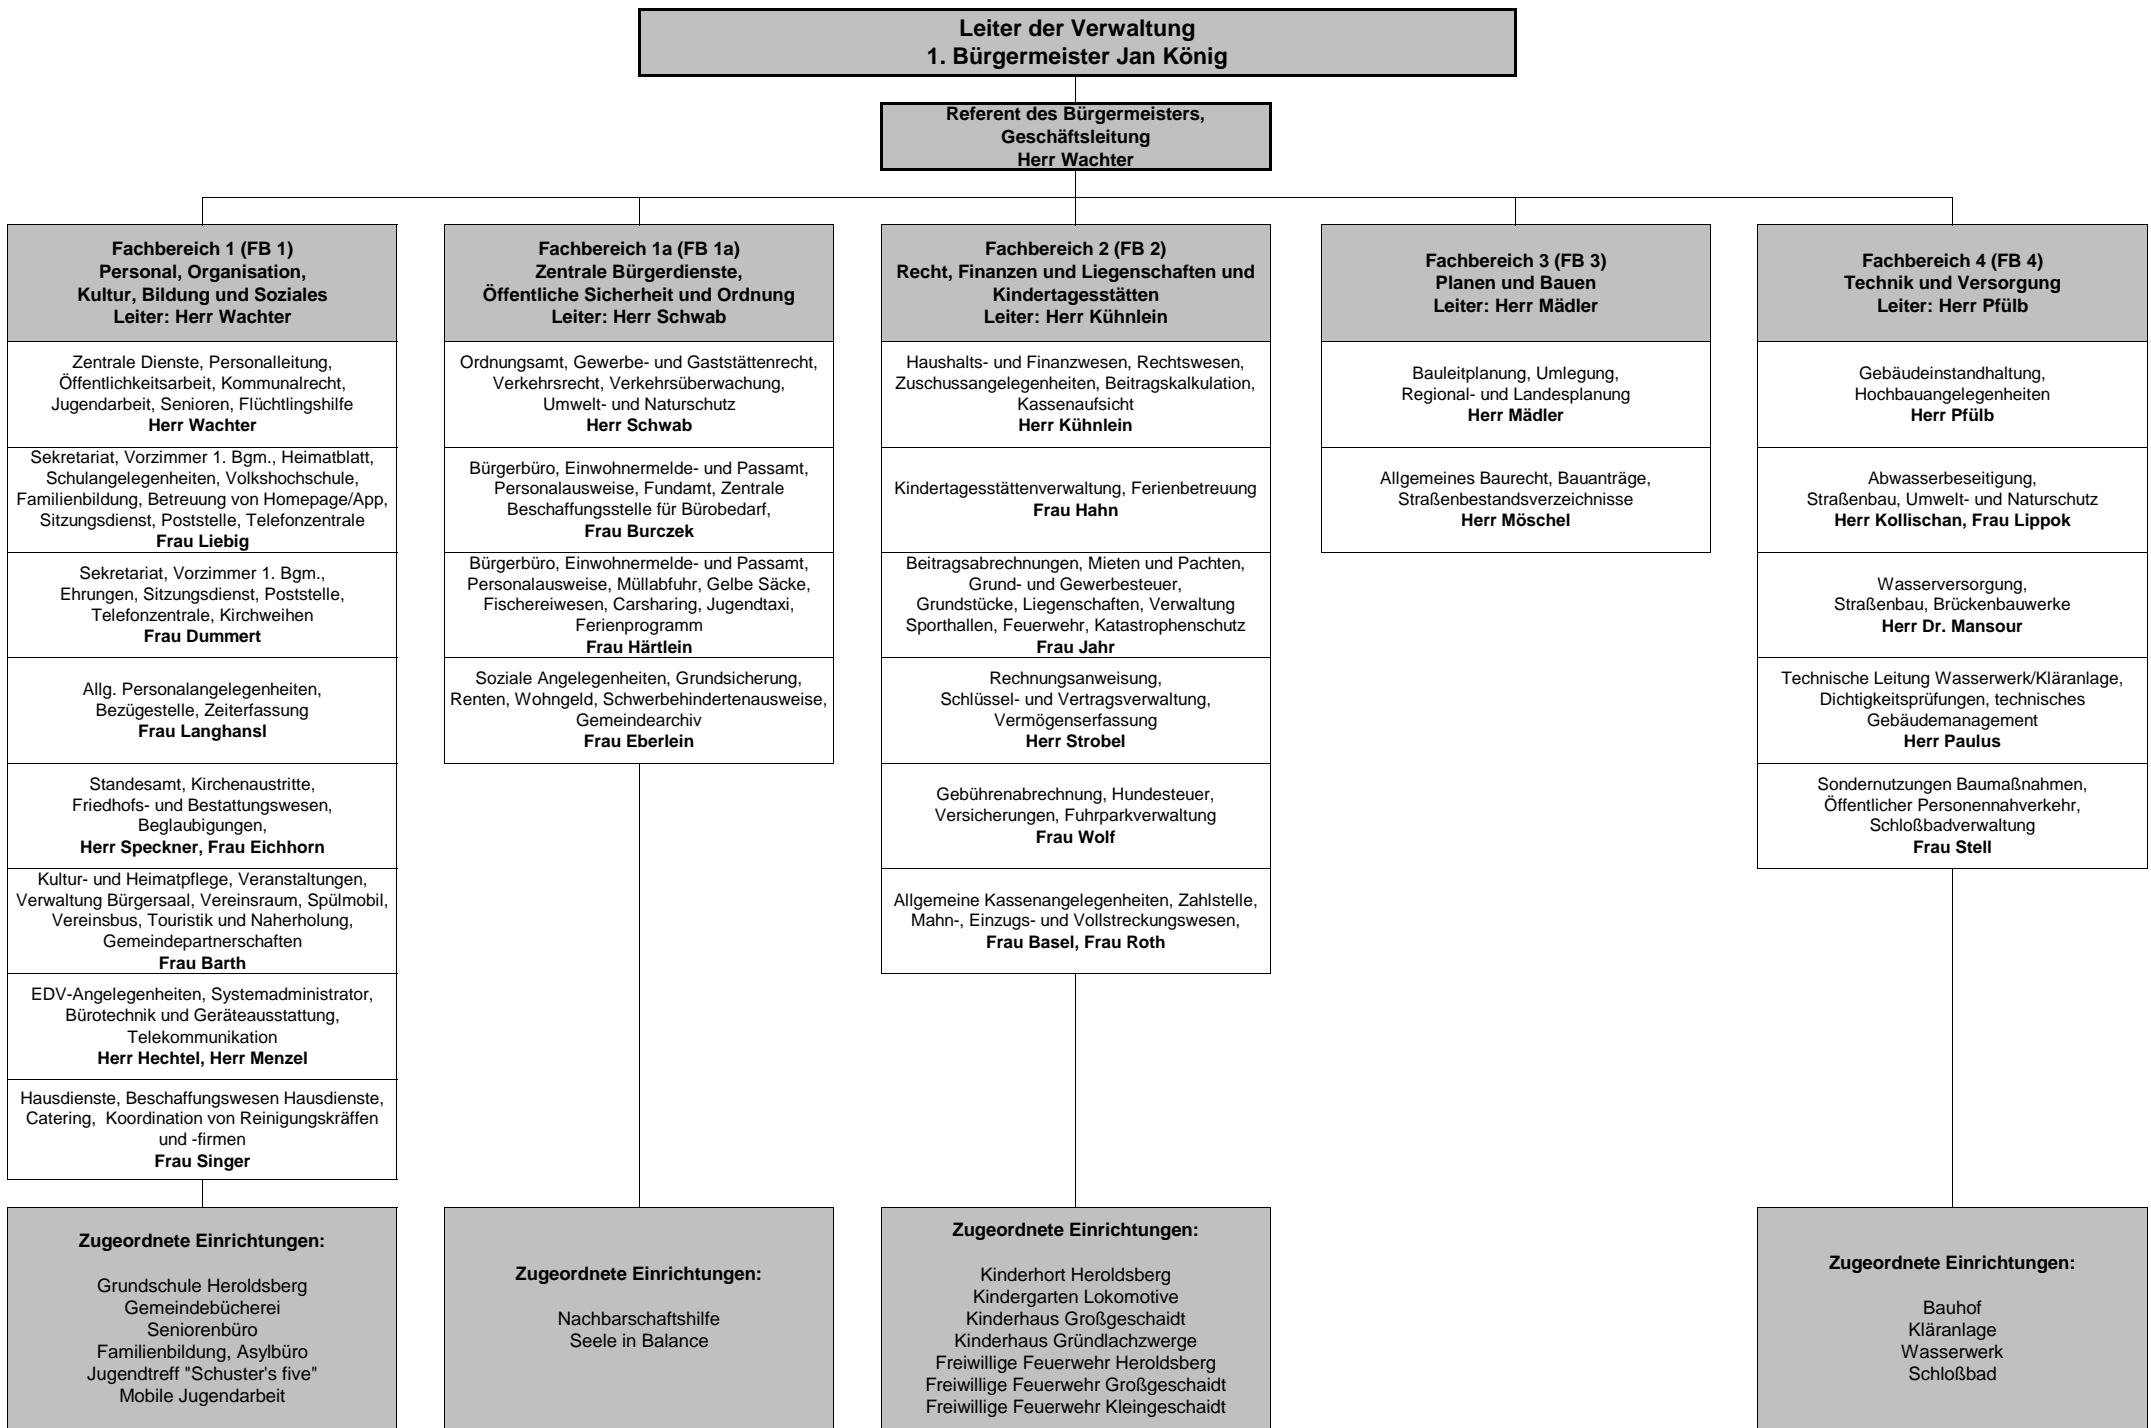 Leiter der Verwaltung
1. Bürgermeister Jan König
Referent des Bürgermeisters,
Geschäftsleitung
Herr Wachter
Fachbereich 1 (FB 1)
Personal, Organisation,
Kultur, Bildung und Soziales
Leiter: Herr Wachter
Zentrale Dienste, Personalleitung,
Öffentlichkeitsarbeit, Kommunalrecht,
Jugendarbeit, Senioren, Flüchtlingshilfe
Herr Wachter
Sekretariat, Vorzimmer 1. Bgm., Heimatblatt,
Schulangelegenheiten, Volkshochschule,
Familienbildung, Betreuung von Homepage/App,
Sitzungsdienst, Poststelle, Telefonzentrale
Frau Liebig
Sekretariat, Vorzimmer 1. Bgm.,
Ehrungen, Sitzungsdienst, Poststelle,
Telefonzentrale, Kirchweihen
Frau Dummert
Allg. Personalangelegenheiten,
Bezügestelle, Zeiterfassung
Frau Langhansl
Standesamt, Kirchenaustritte,
Friedhofs- und Bestattungswesen,
Beglaubigungen,
Herr Speckner, Frau Eichhorn
Kultur- und Heimatpflege, Veranstaltungen,
Verwaltung Bürgersaal, Vereinsraum, Spülmobil,
Vereinsbus, Touristik und Naherholung,
Gemeindepartnerschaften
Frau Barth
EDV-Angelegenheiten, Systemadministrator,
Bürotechnik und Geräteausstattung,
Telekommunikation
Herr Hechtel, Herr Menzel
Hausdienste, Beschaffungswesen Hausdienste,
Catering, Koordination von Reinigungskräffen
und -firmen
Frau Singer
Zugeordnete Einrichtungen:
Grundschule Heroldsberg
Gemeindebücherei
Seniorenbüro
Familienbildung, Asylbüro
Jugendtreff "Schuster's five"
Mobile Jugendarbeit
Fachbereich 1a (FB 1a)
Zentrale Bürgerdienste,
Öffentliche Sicherheit und Ordnung
Leiter: Herr Schwab
Ordnungsamt, Gewerbe- und Gaststättenrecht,
Verkehrsrecht, Verkehrsüberwachung,
Umwelt- und Naturschutz
Herr Schwab
Bürgerbüro, Einwohnermelde- und Passamt,
Personalausweise, Fundamt, Zentrale
Beschaffungsstelle für Bürobedarf,
Frau Burczek
Bürgerbüro, Einwohnermelde- und Passamt,
Personalausweise, Müllabfuhr, Gelbe Säcke,
Fischereiwesen, Carsharing, Jugendtaxi,
Ferienprogramm
Frau Härtlein
Soziale Angelegenheiten, Grundsicherung,
Renten, Wohngeld, Schwerbehindertenausweise,
Gemeindearchiv
Frau Eberlein
Zugeordnete Einrichtungen:
Nachbarschaftshilfe
Seele in Balance
Fachbereich 2 (FB 2)
Recht, Finanzen und Liegenschaften und
Kindertagesstätten
Leiter: Herr Kühnlein
Haushalts- und Finanzwesen, Rechtswesen,
Zuschussangelegenheiten, Beitragskalkulation,
Kassenaufsicht
Herr Kühnlein
Kindertagesstättenverwaltung, Ferienbetreuung
Frau Hahn
Beitragsabrechnungen, Mieten und Pachten,
Grund- und Gewerbesteuer,
Grundstücke, Liegenschaften, Verwaltung
Sporthallen, Feuerwehr, Katastrophenschutz
Frau Jahr
Rechnungsanweisung,
Schlüssel- und Vertragsverwaltung,
Vermögenserfassung
Herr Strobel
Gebührenabrechnung, Hundesteuer,
Versicherungen, Fuhrparkverwaltung
Frau Wolf
Allgemeine Kassenangelegenheiten, Zahlstelle,
Mahn-, Einzugs- und Vollstreckungswesen,
Frau Basel, Frau Roth
Zugeordnete Einrichtungen:
Kinderhort Heroldsberg
Kindergarten Lokomotive
Kinderhaus Großgeschaidt
Kinderhaus Gründlachzwerge
Freiwillige Feuerwehr Heroldsberg
Freiwillige Feuerwehr Großgeschaidt
Freiwillige Feuerwehr Kleingeschaidt
Fachbereich 3 (FB 3)
Planen und Bauen
Leiter: Herr Mädler
Bauleitplanung, Umlegung,
Regional- und Landesplanung
Herr Mädler
Allgemeines Baurecht, Bauanträge,
Straßenbestandsverzeichnisse
Herr Möschel
Fachbereich 4 (FB 4)
Technik und Versorgung
Leiter: Herr Pfülb
Gebäudeinstandhaltung,
Hochbauangelegenheiten
Herr Pfülb
Abwasserbeseitigung,
Straßenbau, Umwelt- und Naturschutz
Herr Kollischan, Frau Lippok
Wasserversorgung,
Straßenbau, Brückenbauwerke
Herr Dr. Mansour
Technische Leitung Wasserwerk/Kläranlage,
Dichtigkeitsprüfungen, technisches
Gebäudemanagement
Herr Paulus
Sondernutzungen Baumaßnahmen,
Öffentlicher Personennahverkehr,
Schloßbadverwaltung
Frau Stell
Zugeordnete Einrichtungen:
Bauhof
Kläranlage
Wasserwerk
Schloßbad